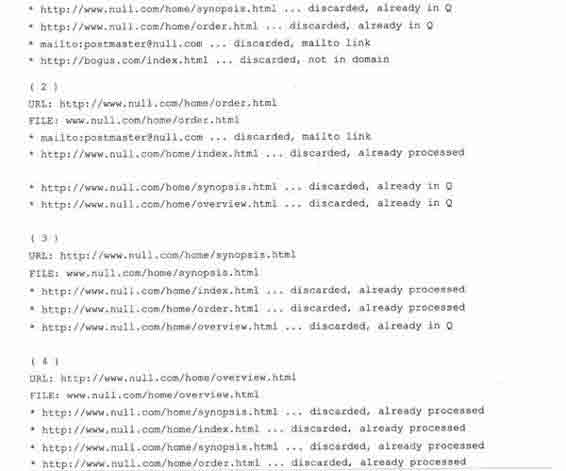 * http://www.null.com/home/synopsis.html ... discarded, already in Q
* http://www.null.com/home/order.html ... discarded, already in Q
* mailto:postmaster@null.com ... discarded, mailto link
* http://bogus.com/index.html ... discarded, not in domain
( 2 )
URL: http://www.null.com/home/order.html
FILE: www.null.com/home/order.html
* mailto:postmaster@null.com ... discarded, mailto link
* http://www.null.com/home/index.html ... discarded, already processed
* http://www.null.com/home/synopsis.html ... discarded, already in Q
* http://www.null.com/home/overview.html ... discarded, already in Q
( 3 )
URL: http://www.null.com/home/synopsis.html
FILE: www.null.com/home/synopsis.html
* http://www.null.com/home/index.html ... discarded, already processed
* http://www.null.com/home/order.html ... discarded, already processed
* http://www.null.com/home/overview.html ... discarded, already in Q
( 4 )
URL: http://www.null.com/home/overview.html
FILE: www.null.com/home/overview.html
* http://www.null.com/home/synopsis.html ... discarded, already processed
* http://www.null.com/home/index.html ... discarded, already processed
* http://www.null.com/home/synopsis.html ... discarded, already processed
* http://www.null.com/home/order.html ... discarded, already processed